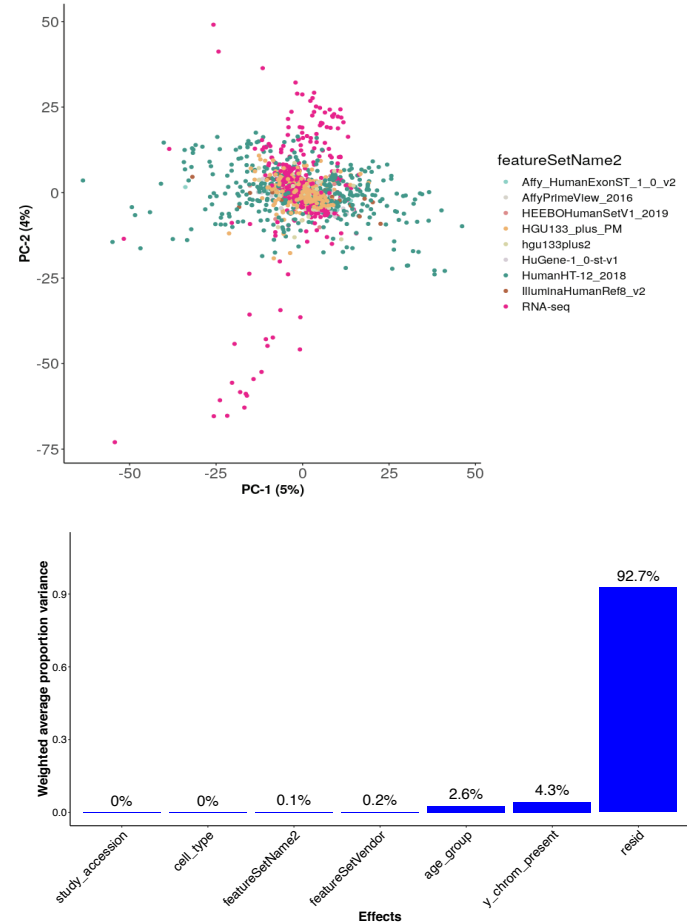 50
25
0
-25
-50
-75
PC-2 (4%)
-50
-25
0
25
50
PC-1 (5%)
featureSetName2
Affy_HumanExonST_1_0_v2
AffyPrimeView_2016
HEEBOHumanSetV1_2019
HGU133_plus_PM
hgu133plus2
HuGene-1_0-st-v1
HumanHT-12_2018
IlluminaHumanRef8_v2
RNA-seq
Weighted average proportion variance
0.9
0.6
0.3
0.0
0%
0%
0.1%
0.2%
2.6%
4.3%
92.7%
study_accession
cell_type
featureSetName2
featureSetVendor
age_group
y_chrom_present
resid
Effects